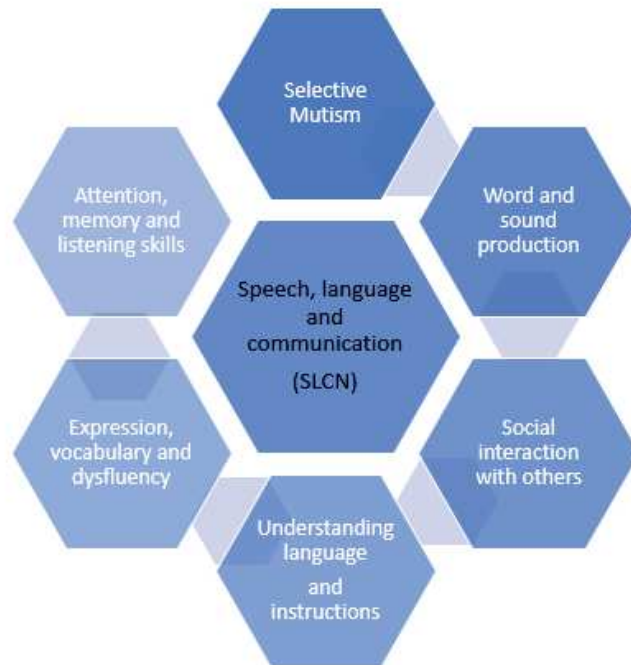 Selective
Mutism
Word and
sound
production
Social
interaction
with others
Understanding
language
and
instructions
Expression,
vocabulary and
dysfluency
Attention,
memory and
listening skills
Speech, language
and
communication
(SLCN)